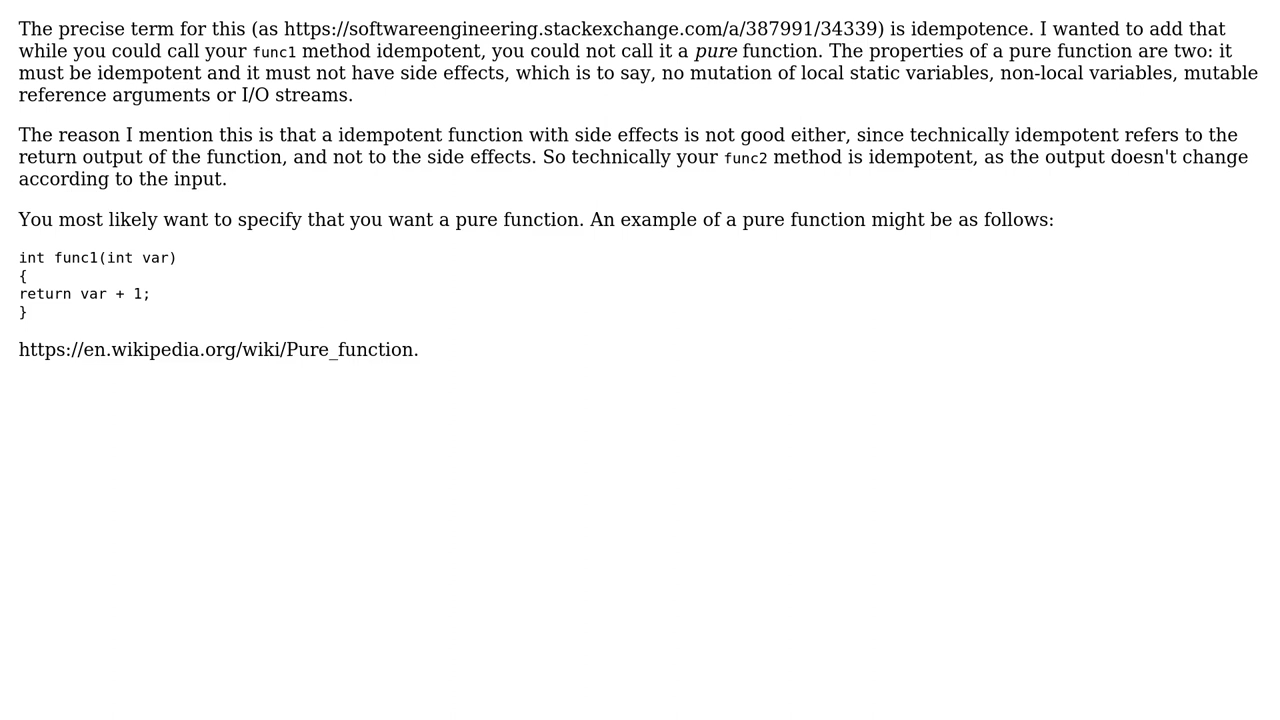 The precise term for this (as https://softwareengineering.stackexchange.com/a/387991/34339) is idempotence. I wanted to add that
while you could call your func1 method idempotent, you could not call it a pure function. The properties of a pure function are two: it
must be idempotent and it must not have side effects, which is to say, no mutation of local static variables, non-local variables, mutable
reference arguments or I/O streams.
The reason I mention this is that a idempotent function with side effects is not good either, since technically idempotent refers to the
return output of the function, and not to the side effects. So technically your func2 method is idempotent, as the output doesn't change
according to the input.
You most likely want to specify that you want a pure function. An example of a pure function might be as follows:
int func1(int var)
{
return var + 1;
}
https://en.wikipedia.org/wiki/Pure_function.